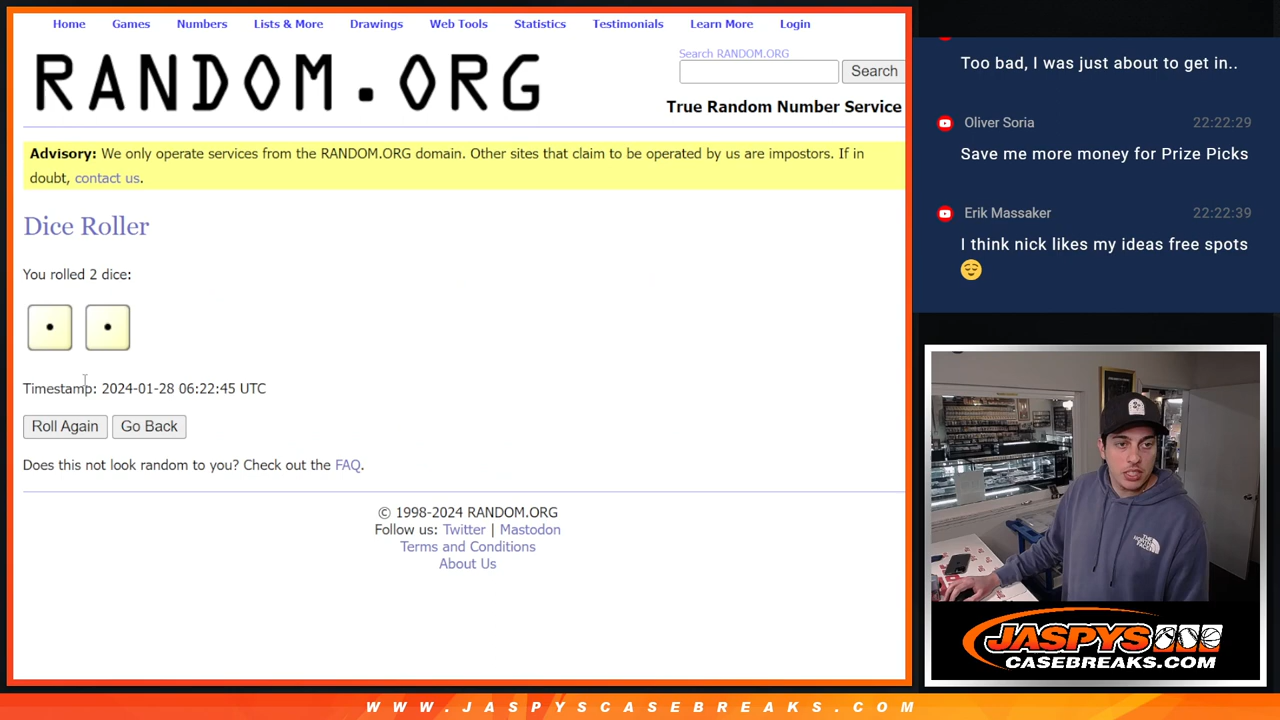 Home Games Numbers Lists & More Drawings Web Tools Statistics Testimonials Learn More Login
RANDOM.ORG
Search RANDOM.ORG
Search
True Random Number Service
Advisory: We only operate services from the RANDOM.ORG domain. Other sites that claim to be operated by us are impostors. If in
doubt, contact us.
Dice Roller
You rolled 2 dice:
Timestamp: 2024-01-28 06:22:45 UTC
Roll Again Go Back
Does this not look random to you? Check out the FAQ.
© 1998-2024 RANDOM.ORG
Follow us: Twitter | Mastodon
Terms and Conditions
About Us
Too bad, I was just about to get in..
Oliver Soria 22:22:29
Save me more money for Prize Picks
Erik Massaker 22:22:39
I think nick likes my ideas free spots
THE
NORTH
FACE
JASPYS
CASEBREAKS.COM
WWW.JASPYSCASEBREAKS.COM